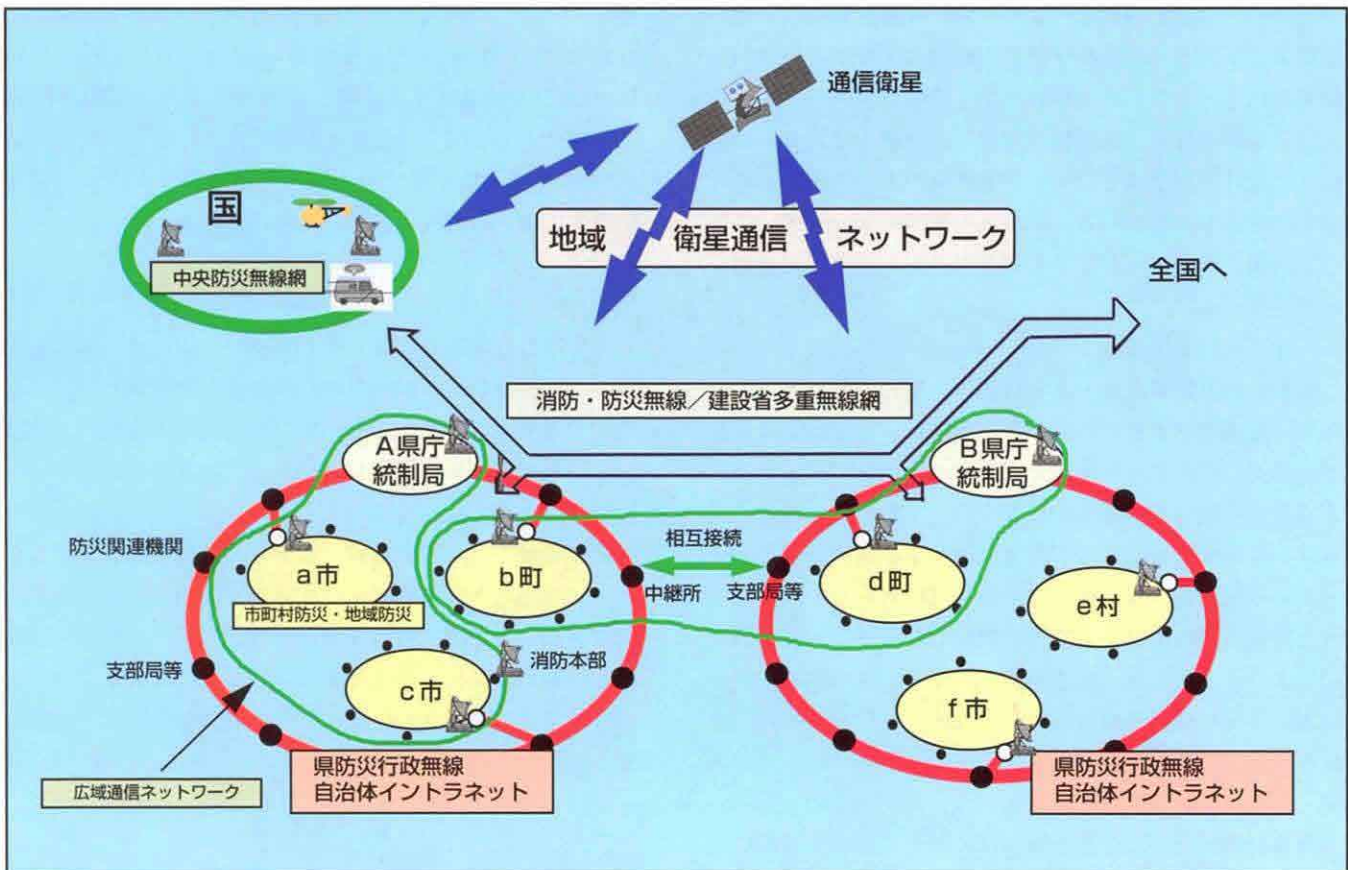 通信衛星
国
中央防災無線網
地域 衛星通信 ネットワーク
全国へ
消防・防災無線／建設省多重無線網
A県庁
統制局
B県庁
統制局
防災関連機関
a市
市町村防災・地域防災
b町
相互接続
中継所 支部局等
d町
e村
支部局等
c市
消防本部
f市
広域通信ネットワーク
県防災行政無線
自治体イントラネット
県防災行政無線
自治体イントラネット